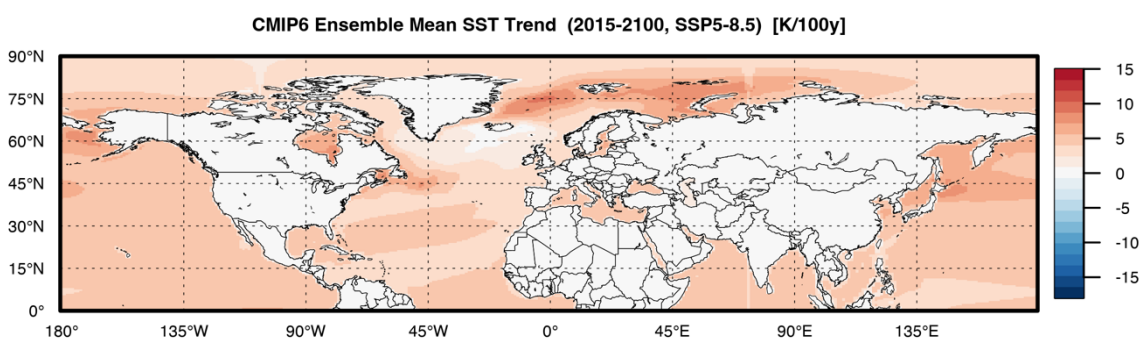 CMIP6 Ensemble Mean SST Trend (2015-2100, SSP5-8.5) [K/100y]
90°N
75°N
60°N
45°N
30°N
15°N
0°
180°
135°W
90°W
45°W
0°
45°E
90°E
135°E
15
10
5
0
-5
-10
-15